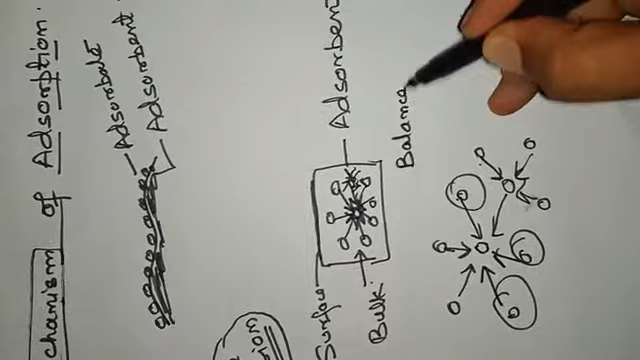 chanism of Adsorption.
Adsorbate
Adsorbent.
Adsorbent
Surface
Bulk.
Balance